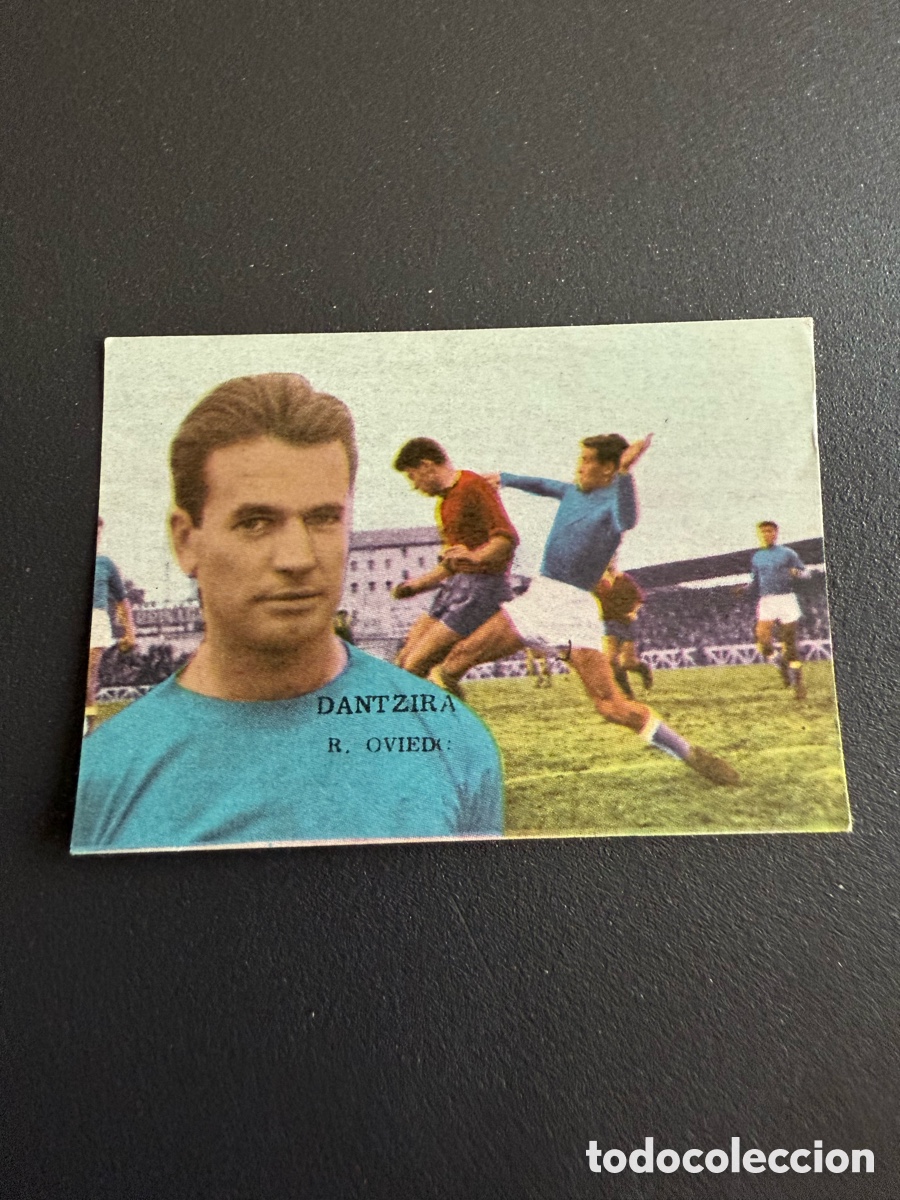 DANTZIRA
R. OVIEDO
todocoleccion